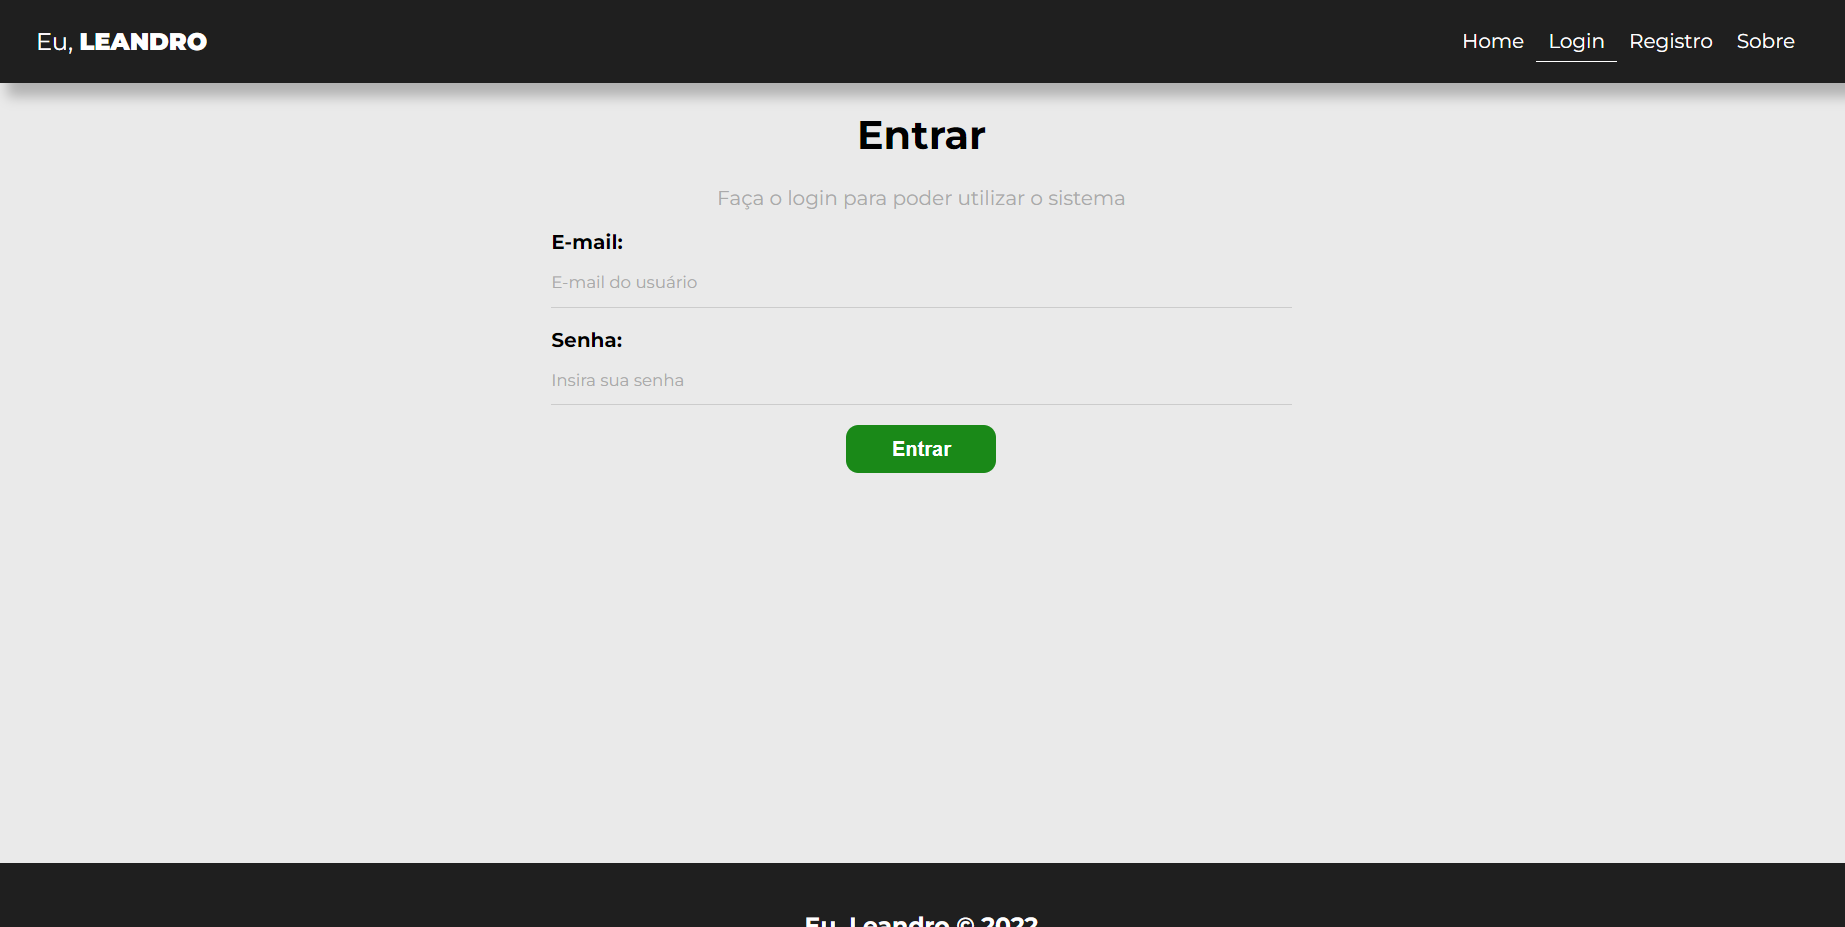 Eu, LEANDRO
Home Login Registro Sobre
Entrar
Faça o login para poder utilizar o sistema
E-mail:
E-mail do usuário
Senha:
Insira sua senha
Entrar
Eu, Leandro © 2022